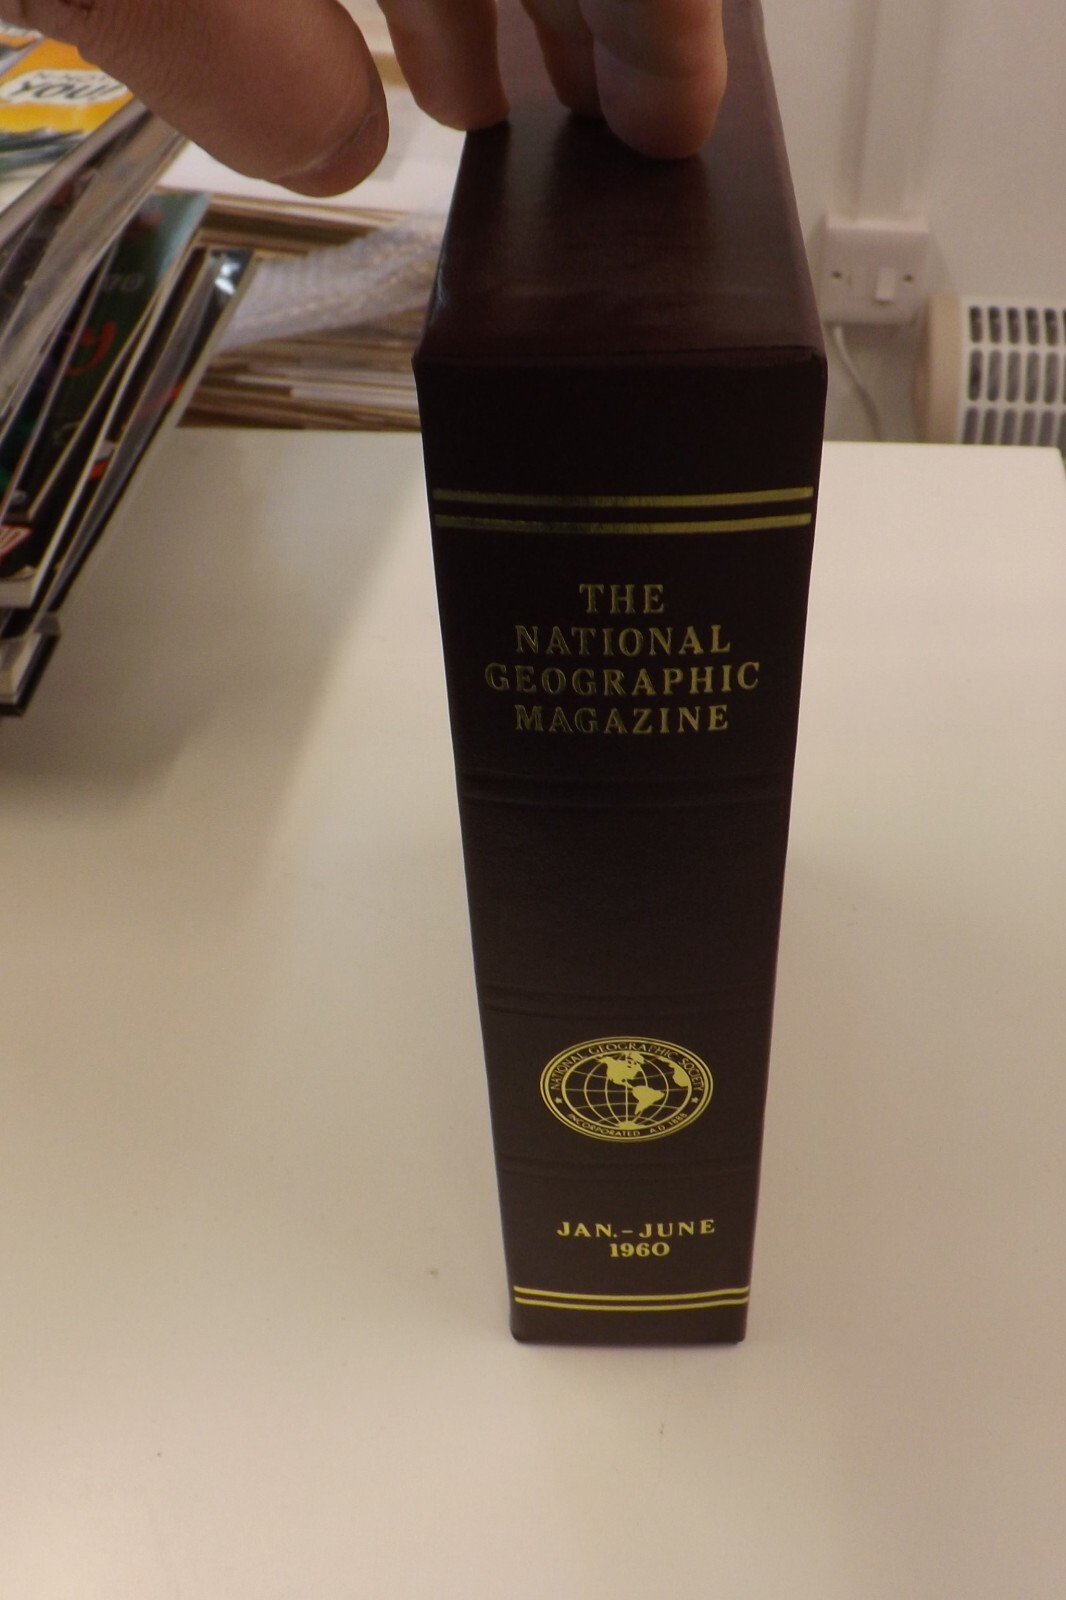 THE
NATIONAL
GEOGRAPHIC
MAGAZINE
NATIONAL GEOGRAPHIC SOCIETY
INCORPORATED A.D. 1888
JAN.–JUNE
1960